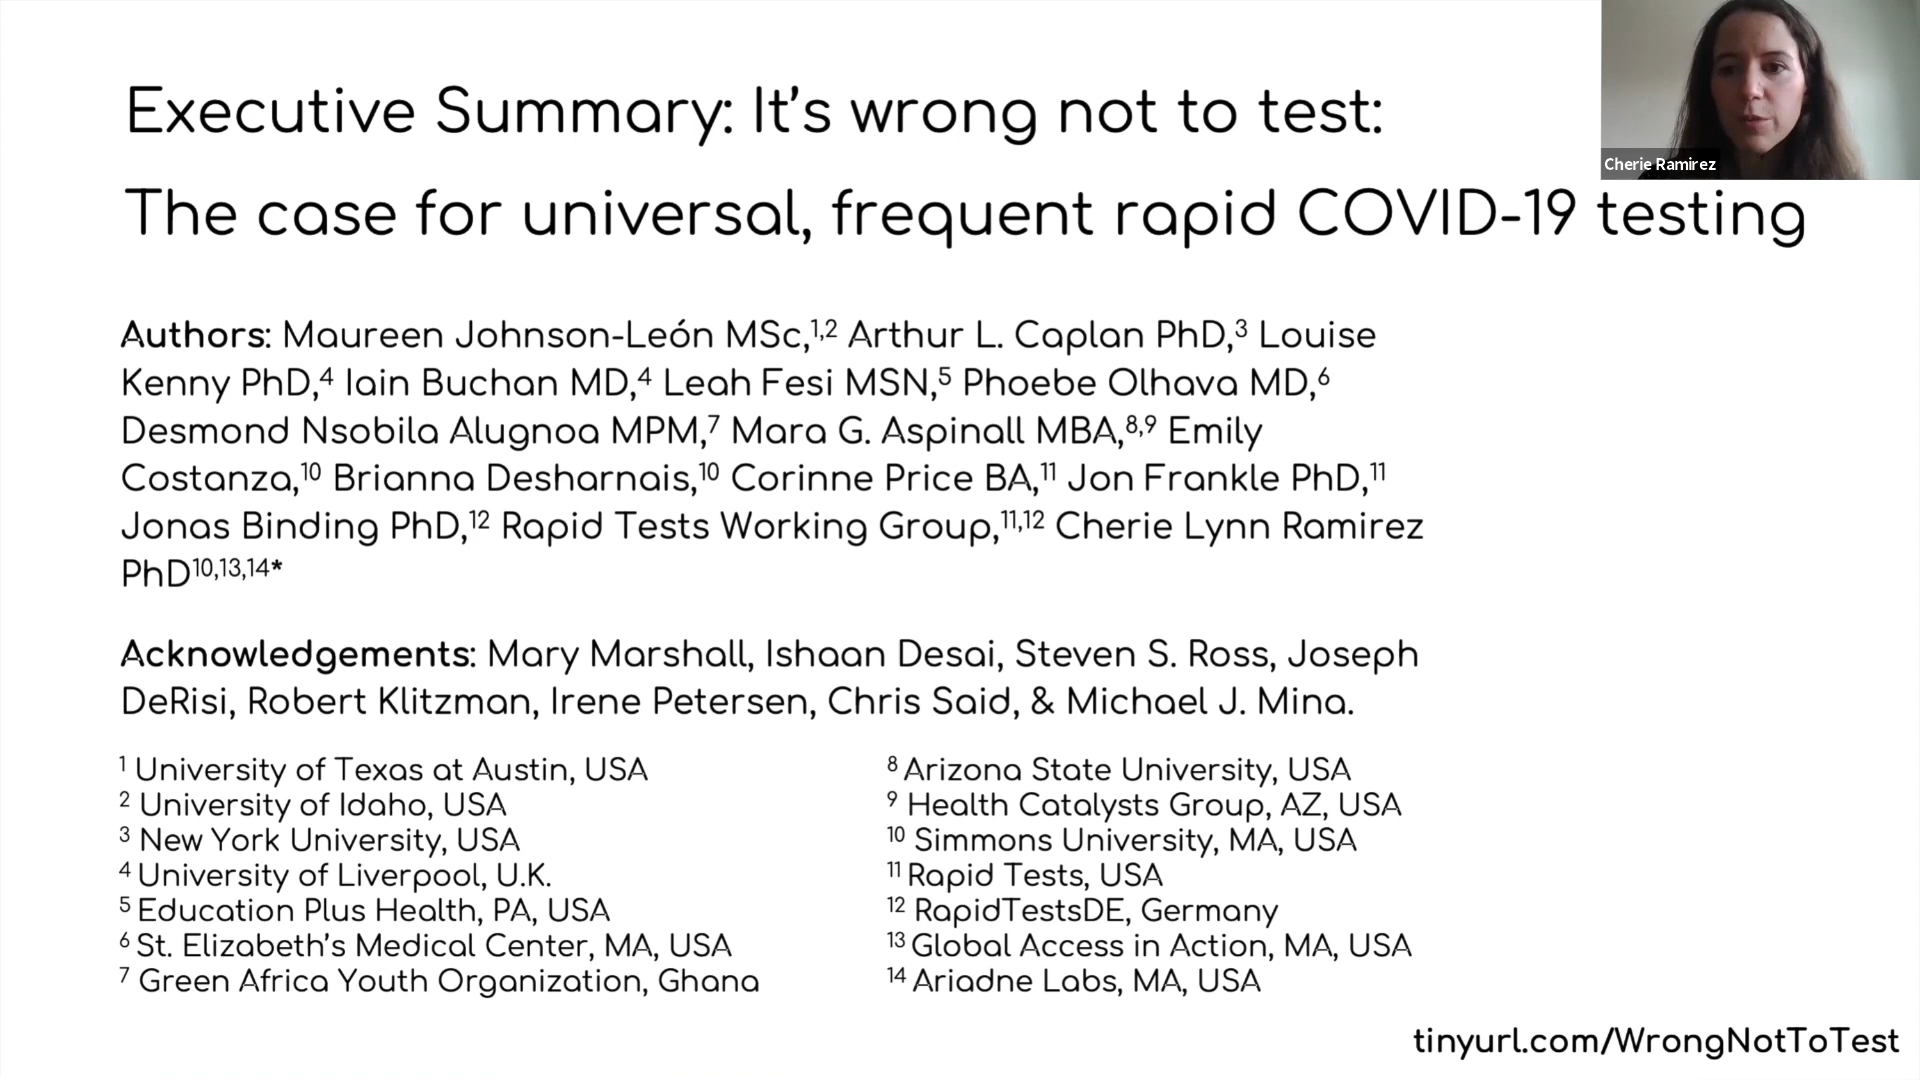 Executive Summary: It’s wrong not to test:
The case for universal, frequent rapid COVID-19 testing
Cherie Ramirez
Authors: Maureen Johnson-León MSc,1,2 Arthur L. Caplan PhD,3 Louise
Kenny PhD,4 Iain Buchan MD,4 Leah Fesi MSN,5 Phoebe Olhava MD,6
Desmond Nsobila Alugnoa MPM,7 Mara G. Aspinall MBA,8,9 Emily
Costanza,10 Brianna Desharnais,10 Corinne Price BA,11 Jon Frankle PhD,11
Jonas Binding PhD,12 Rapid Tests Working Group,11,12 Cherie Lynn Ramirez
PhD10,13,14*
Acknowledgements: Mary Marshall, Ishaan Desai, Steven S. Ross, Joseph
DeRisi, Robert Klitzman, Irene Petersen, Chris Said, & Michael J. Mina.
1 University of Texas at Austin, USA
2 University of Idaho, USA
3 New York University, USA
4 University of Liverpool, U.K.
5 Education Plus Health, PA, USA
6 St. Elizabeth’s Medical Center, MA, USA
7 Green Africa Youth Organization, Ghana
8 Arizona State University, USA
9 Health Catalysts Group, AZ, USA
10 Simmons University, MA, USA
11 Rapid Tests, USA
12 RapidTestsDE, Germany
13 Global Access in Action, MA, USA
14 Ariadne Labs, MA, USA
tinyurl.com/WrongNotToTest